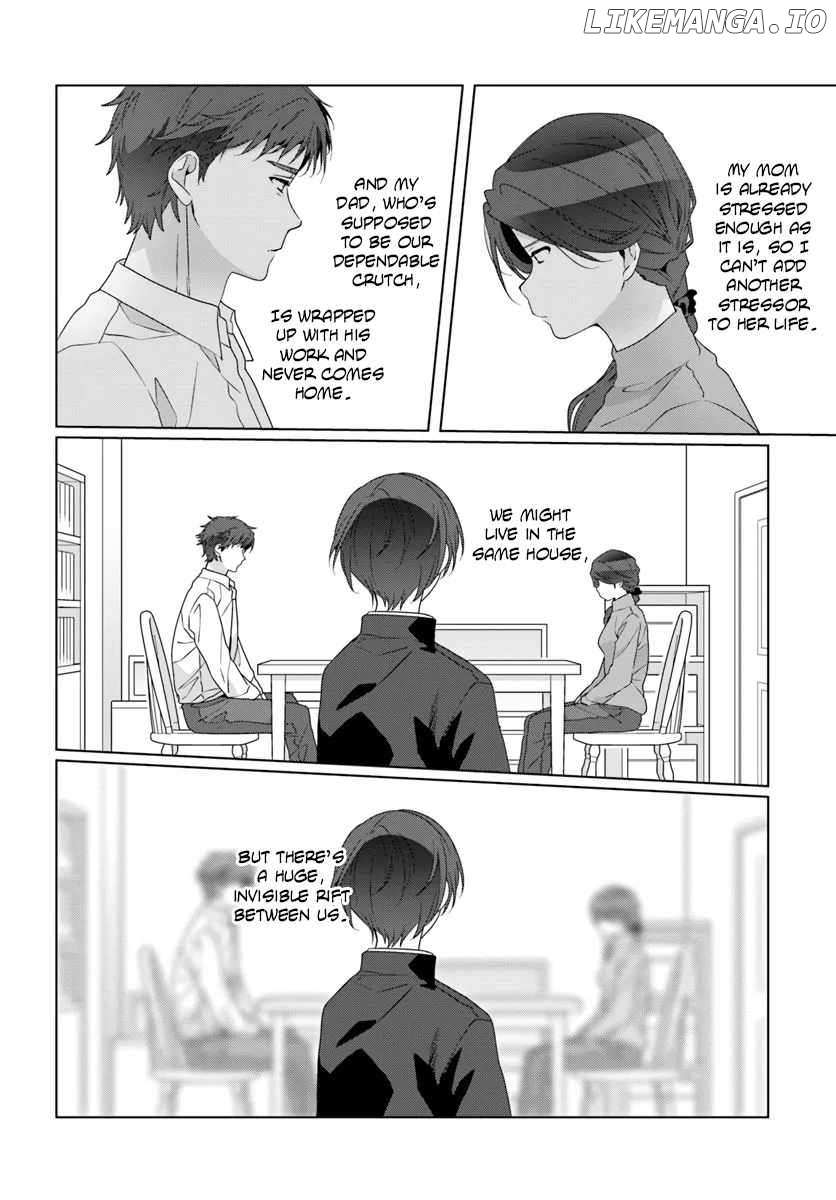 LIKEMANGA.IO
MY MOM
IS ALREADY
STRESSED
ENOUGH AS
IT IS, SO I
CAN'T ADD
ANOTHER
STRESSOR
TO HER LIFE.
AND MY
DAD, WHO'S
SUPPOSED
TO BE OUR
DEPENDABLE
CRUTCH,
IS WRAPPED
UP WITH HIS
WORK AND
NEVER COMES
HOME.
WE MIGHT
LIVE IN THE
SAME HOUSE,
BUT THERE'S
A HUGE,
INVISIBLE RIFT
BETWEEN US.